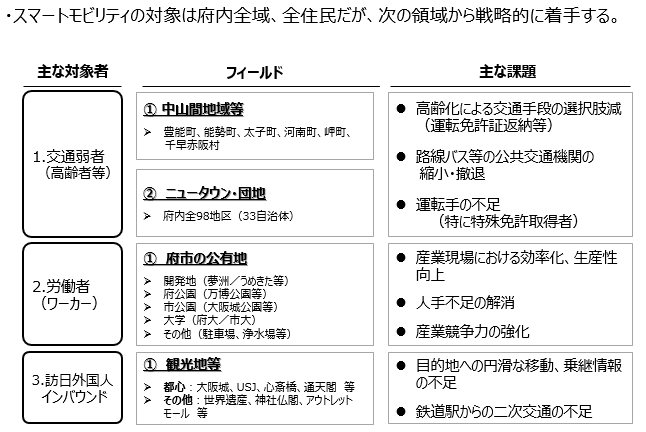 ・スマートモビリティの対象は府内全域、全住民だが、次の領域から戦略的に着手する。
主な対象者
フィールド
主な課題
1.交通弱者
（高齢者等）
① 中山間地域等
➢ 豊能町、能勢町、太子町、河南町、岬町、
千早赤阪村
② ニュータウン・団地
➢ 府内全98地区（33自治体）
● 高齢化による交通手段の選択肢減
（運転免許証返納等）
● 路線バス等の公共交通機関の
縮小・撤退
● 運転手の不足
（特に特殊免許取得者）
2.労働者
（ワーカー）
① 府市の公有地
➢ 開発地（夢洲／うめきた等）
➢ 府公園（万博公園等）
➢ 市公園（大阪城公園等）
➢ 大学（府大／市大）
➢ その他（駐車場、浄水場等）
● 産業現場における効率化、生産性
向上
● 人手不足の解消
● 産業競争力の強化
3.訪日外国人
インバウンド
① 観光地等
➢ 都心：大阪城、USJ、心斎橋、通天閣 等
➢ その他：世界遺産、神社仏閣、アウトレット
モール 等
● 目的地への円滑な移動、乗継情報
の不足
● 鉄道駅からの二次交通の不足